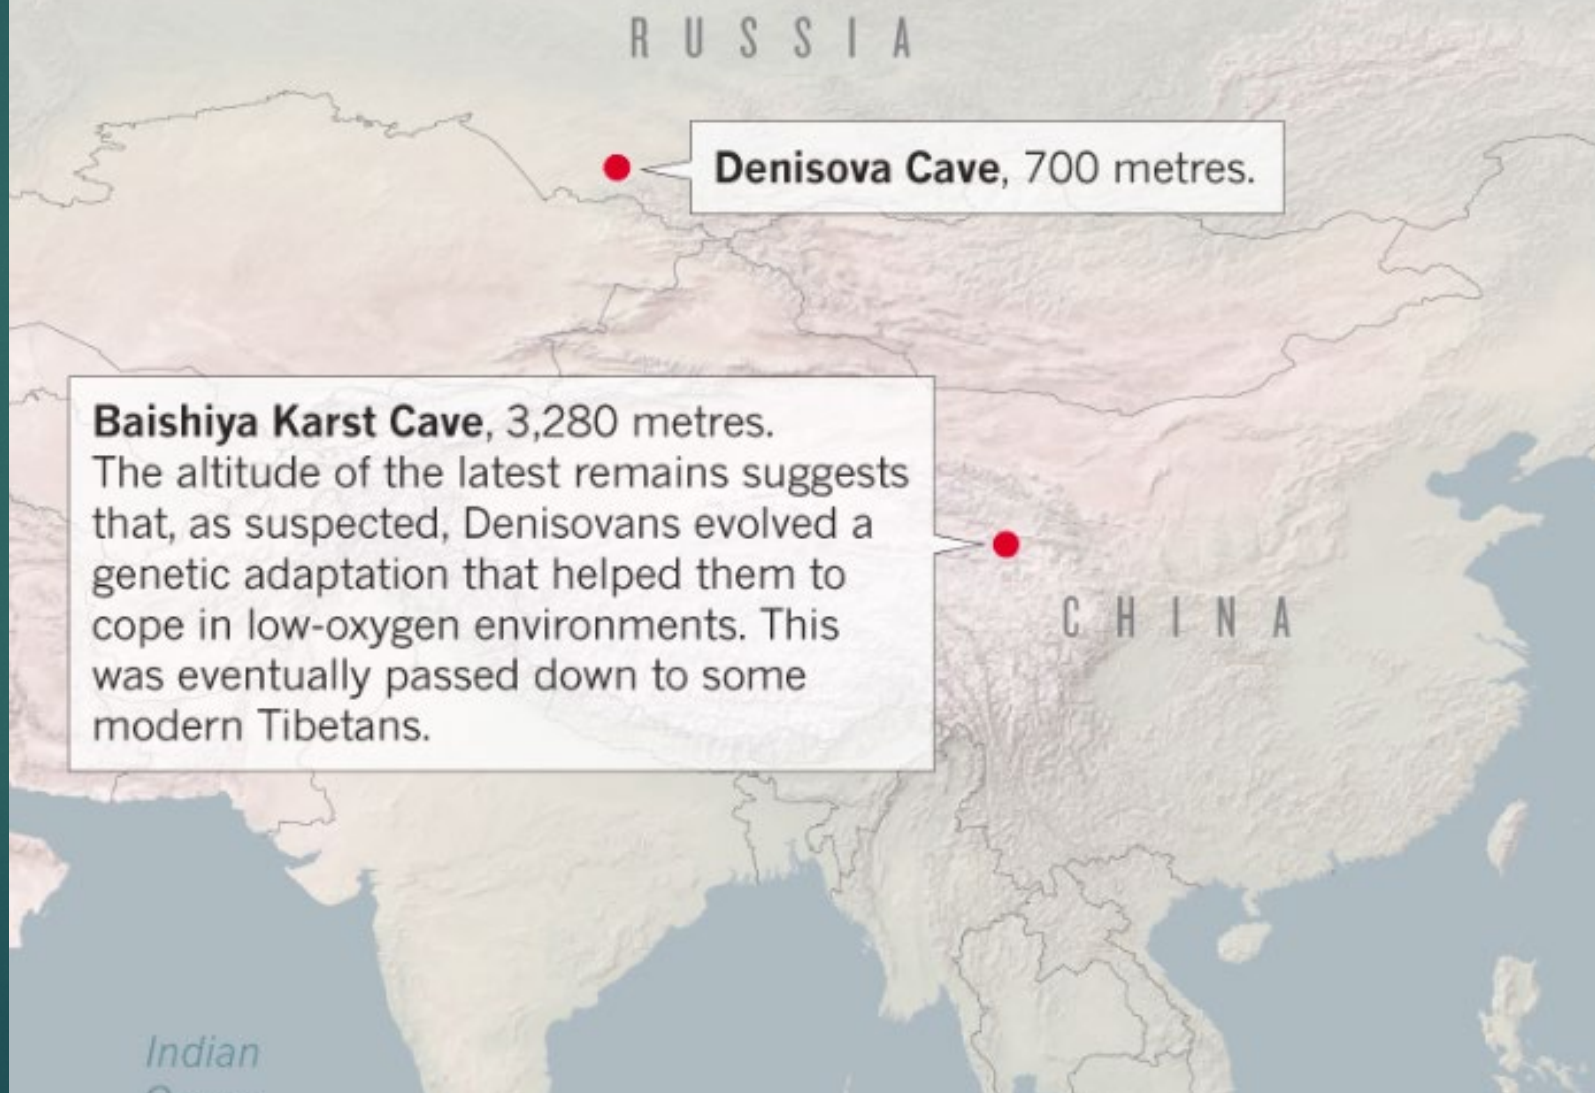 RUSSIA
Denisova Cave, 700 metres.
Baishiya Karst Cave, 3,280 metres.
The altitude of the latest remains suggests
that, as suspected, Denisovans evolved a
genetic adaptation that helped them to
cope in low-oxygen environments. This
was eventually passed down to some
modern Tibetans.
CHINA
Indian